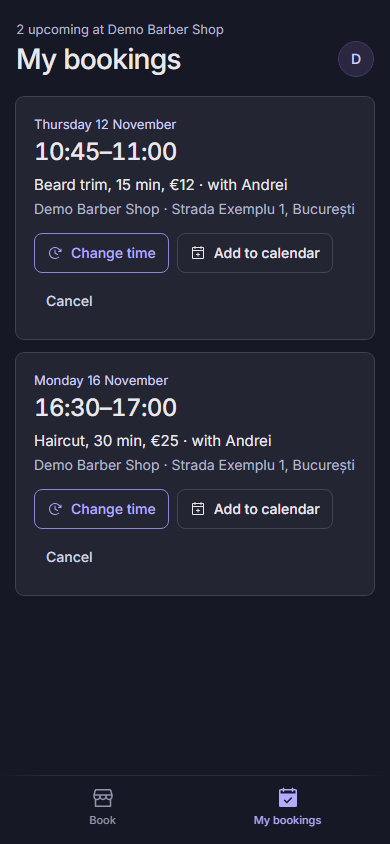 2 upcoming at Demo Barber Shop
My bookings
D
Thursday 12 November
10:45–11:00
Beard trim, 15 min, €12 · with Andrei
Demo Barber Shop · Strada Exemplu 1, București
Change time
Add to calendar
Cancel
Monday 16 November
16:30–17:00
Haircut, 30 min, €25 · with Andrei
Demo Barber Shop · Strada Exemplu 1, București
Change time
Add to calendar
Cancel
Book
My bookings